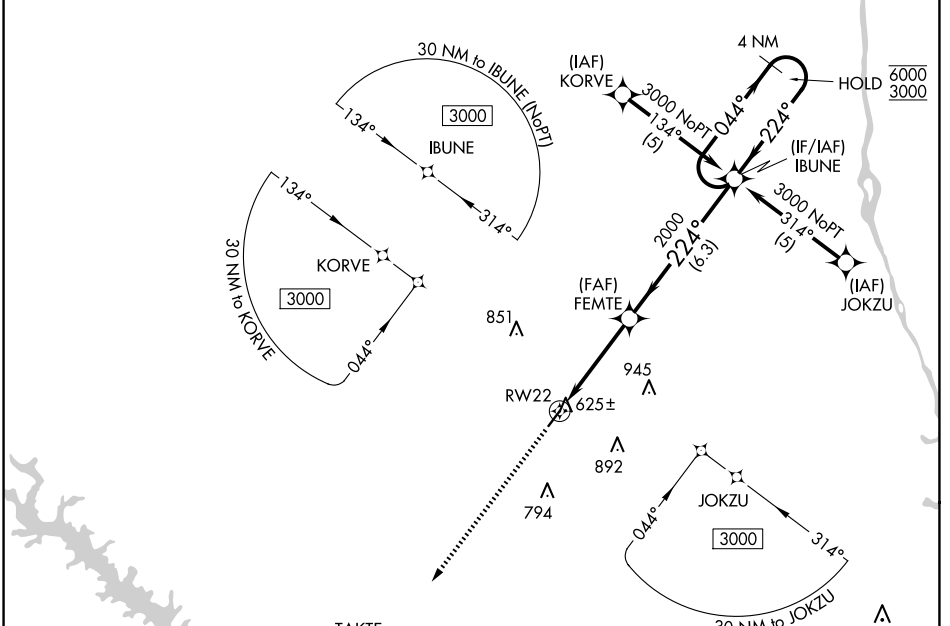 4 NM
30 NM to IBUNE (NoPT)
(IAF)
KORVE
HOLD 6000
3000
3000
3000 NoPT
134°
(5)
044°
224°
134°
IBUNE
(IF/IAF)
IBUNE
134°
314°
3000 NoPT
314°
(5)
2000
224°
(6.3)
KORVE
30 NM to KORVE
3000
(FAF)
FEMTE
(IAF)
JOKZU
851
044°
945
RW22
625±
892
794
JOKZU
044°
3000
314°
30 NM to JOKZU
TAKTE